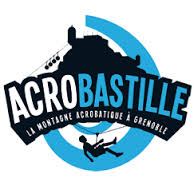 ACROBASTILLE
LA MONTAGNE ACROBATIQUE À GRENOBLE